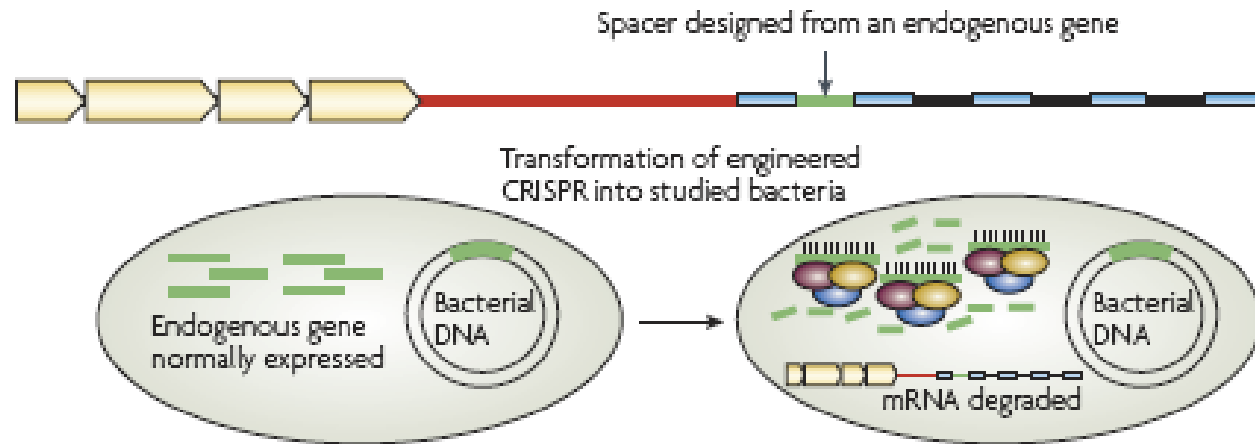 Spacer designed from an endogenous gene
Transformation of engineered
CRISPR into studied bacteria
Endogenous gene
normally expressed
Bacterial
DNA
Bacterial
DNA
mRNA degraded